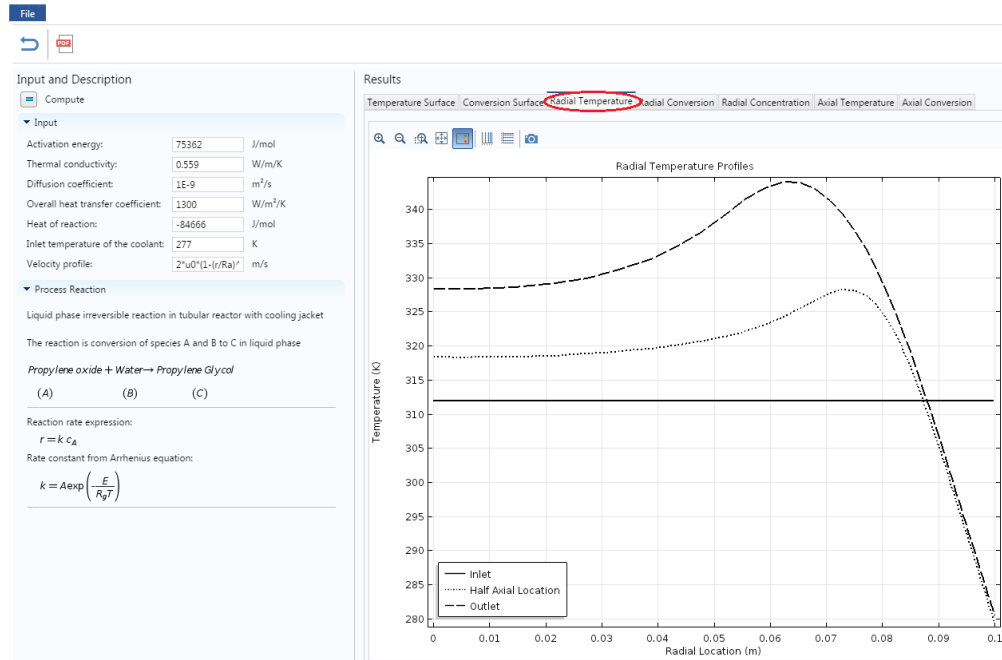 File
PDF
Input and Description
Compute
Input
Activation energy: 75362 J/mol
Thermal conductivity: 0.559 W/m/K
Diffusion coefficient: 1E-9 m²/s
Overall heat transfer coefficient: 1300 W/m²/K
Heat of reaction: -84666 J/mol
Inlet temperature of the coolant: 277 K
Velocity profile: 2*u0*(1-(r/Ra)^ m/s
Process Reaction
Liquid phase irreversible reaction in tubular reactor with cooling jacket
The reaction is conversion of species A and B to C in liquid phase
Propylene oxide + Water→ Propylene Glycol
(A) (B) (C)
Reaction rate expression:
r = k c_A
Rate constant from Arrhenius equation:
k = Aexp(-E/R_gT)
Results
Temperature Surface Conversion Surface Radial Temperature Radial Conversion Radial Concentration Axial Temperature Axial Conversion
Radial Temperature Profiles
Temperature (K)
340
335
330
325
320
315
310
305
300
295
290
285
280
Inlet
Half Axial Location
Outlet
0 0.01 0.02 0.03 0.04 0.05 0.06 0.07 0.08 0.09 0.1
Radial Location (m)